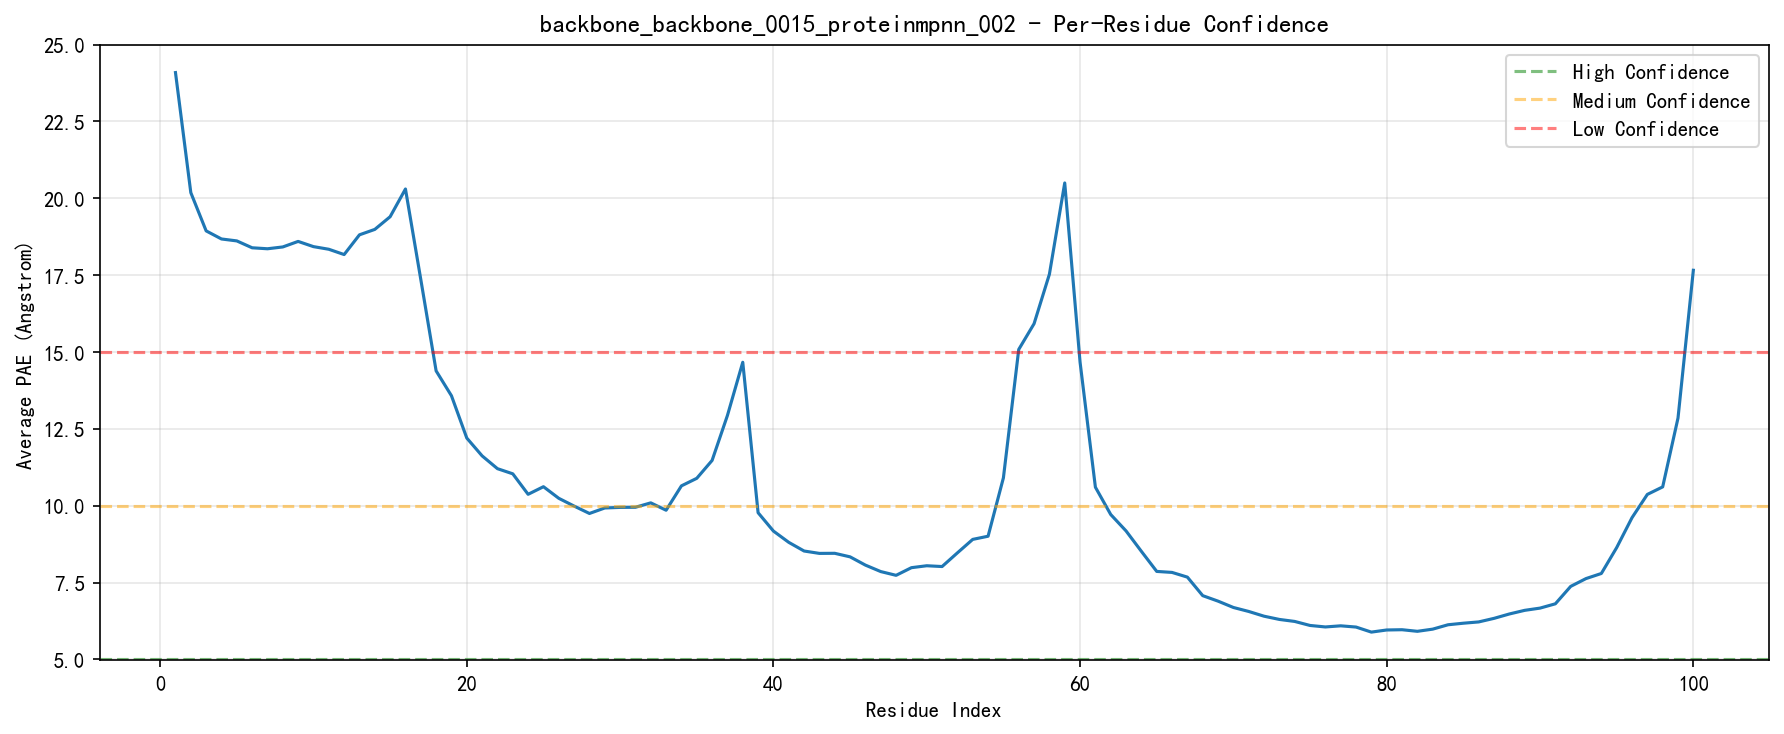 backbone_backbone_0015_proteinmpnn_002 - Per-Residue Confidence
25.0
22.5
20.0
17.5
15.0
12.5
10.0
7.5
5.0
Average PAE (Angstrom)
High Confidence
Medium Confidence
Low Confidence
0
20
40
60
80
100
Residue Index